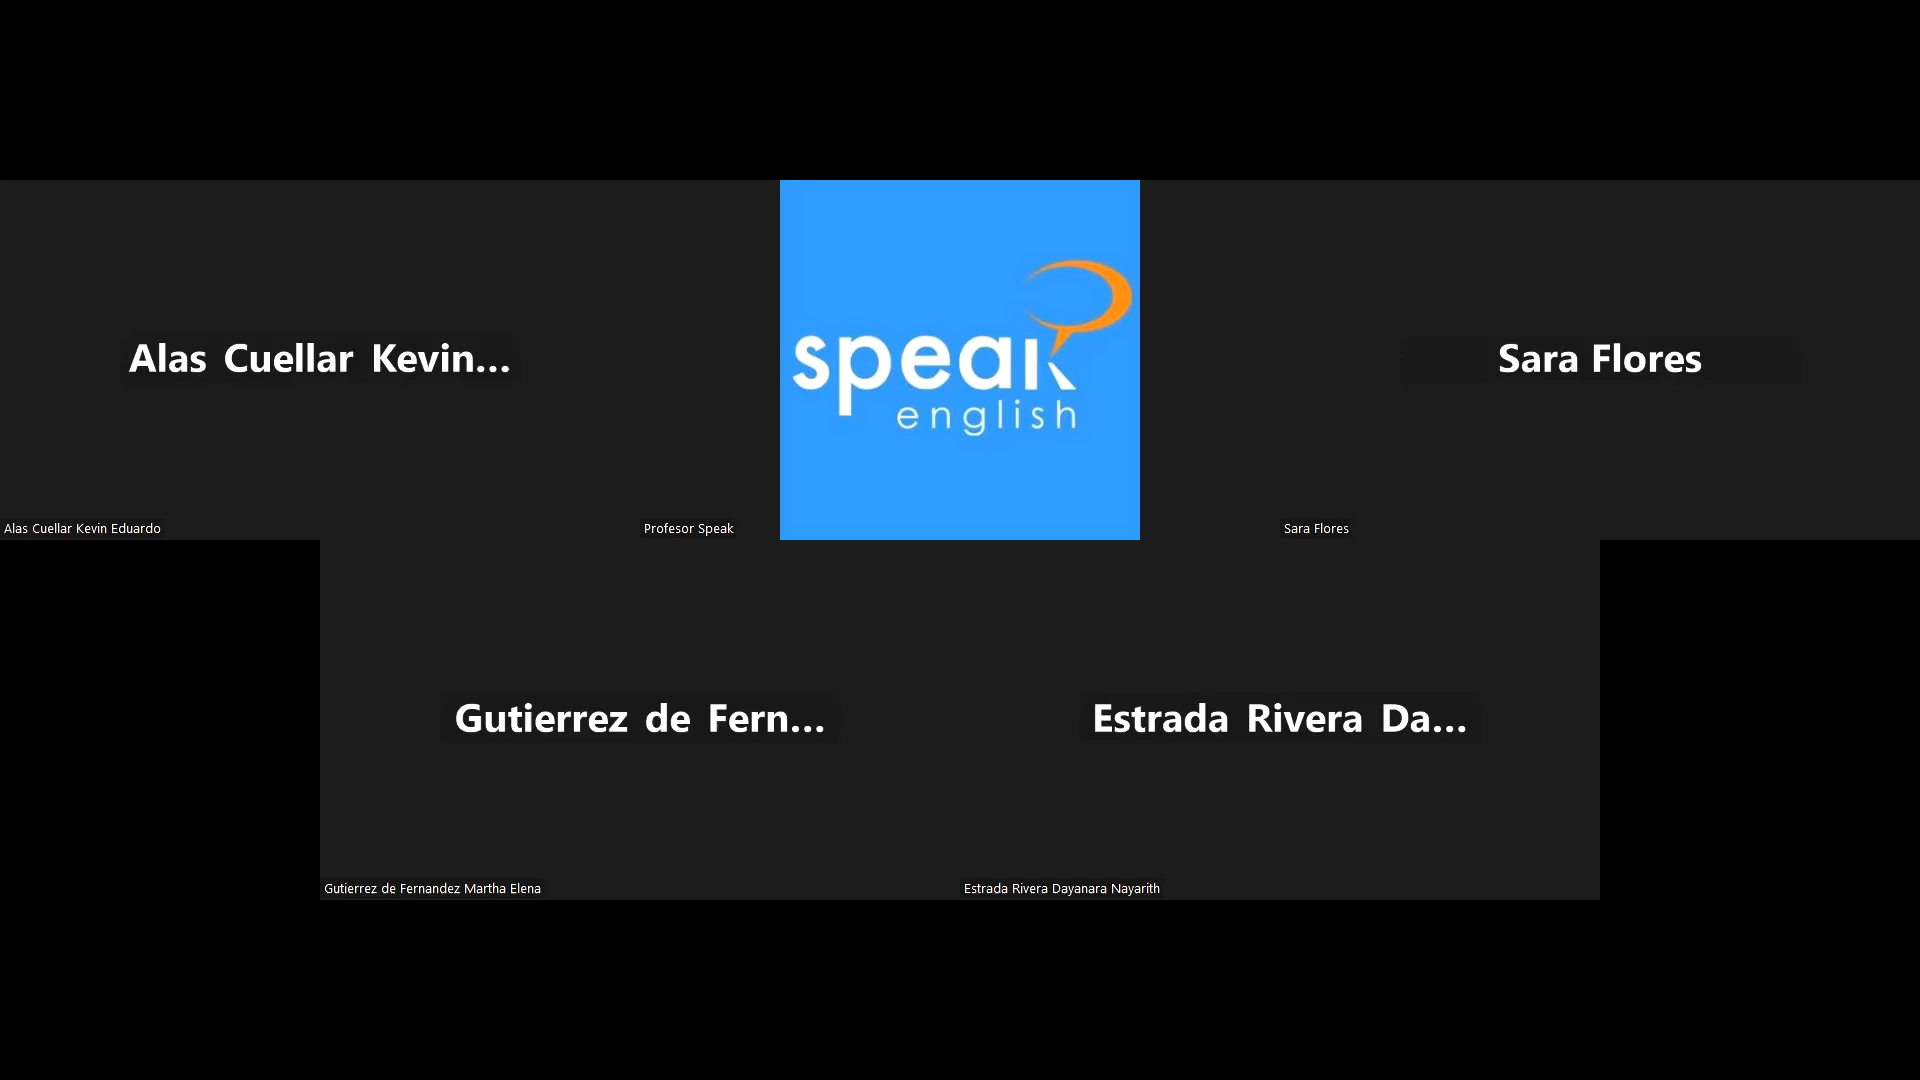 Alas Cuellar Kevin...
speak
english
Sara Flores
Alas Cuellar Kevin Eduardo
Profesor Speak
Sara Flores
Gutierrez de Fern...
Estrada Rivera Da...
Gutierrez de Fernandez Martha Elena
Estrada Rivera Dayanara Nayarith